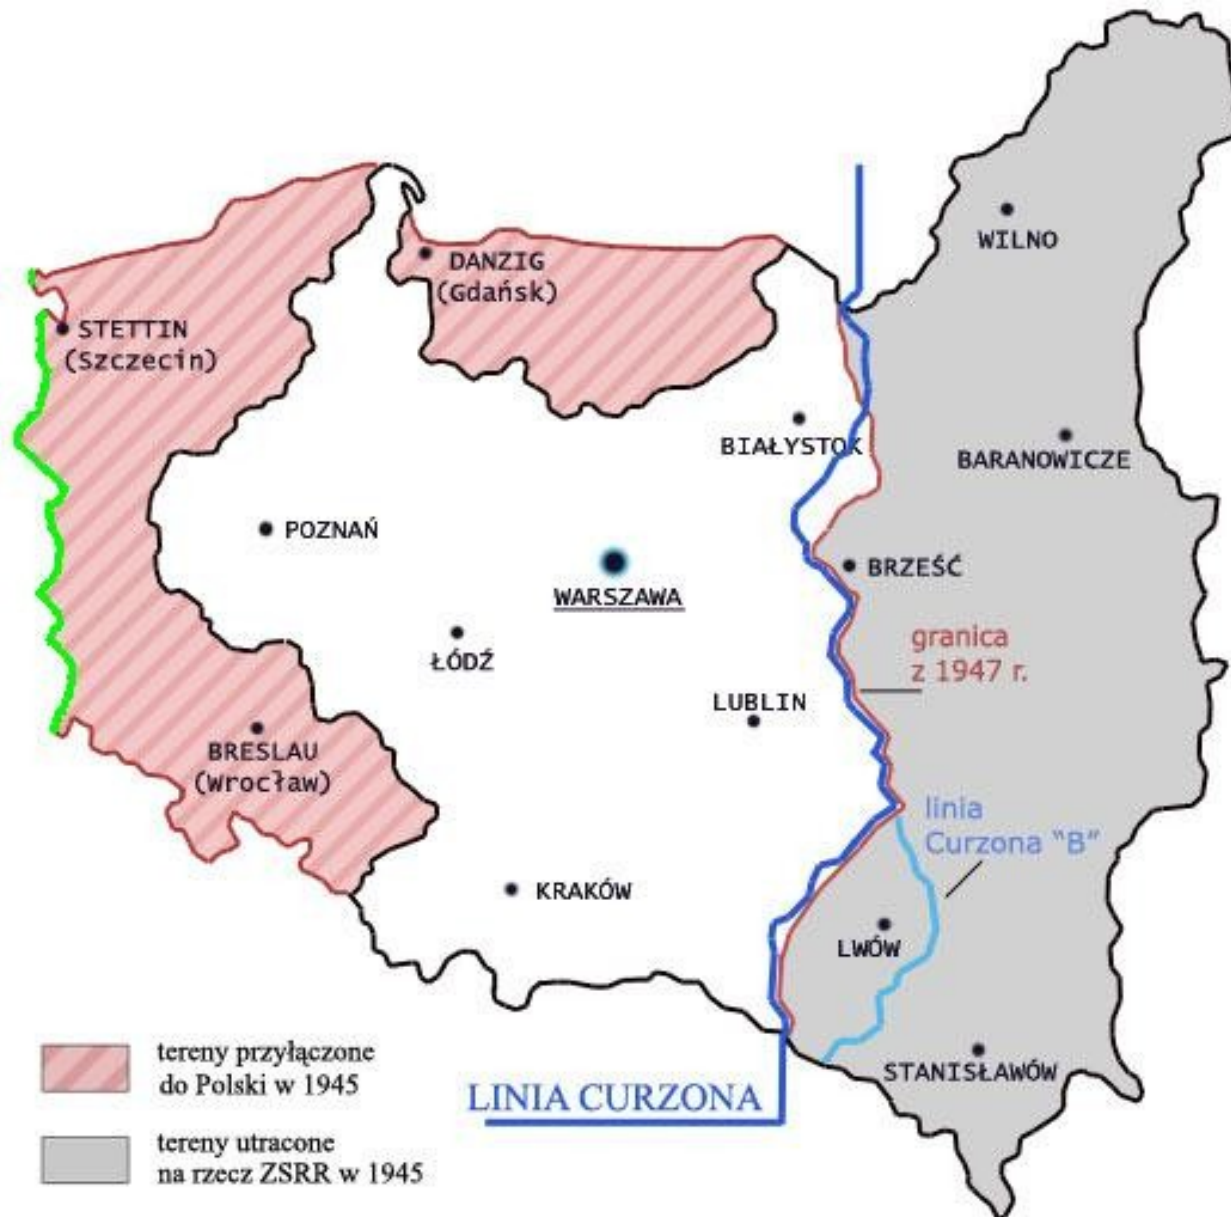 WILNO
DANZIG
(Gdańsk)
STETTIN
(Szczecin)
BIAŁYSTOK
BARANOWICZE
POZNAŃ
BRZEŚĆ
WARSZAWA
granica
z 1947 r.
ŁÓDŹ
LUBLIN
BRESLAU
(Wrocław)
linia
Curzona "B"
KRAKÓW
LWÓW
STANISŁAWÓW
LINIA CURZONA
tereny przyłączone
do Polski w 1945
tereny utracone
na rzecz ZSRR w 1945